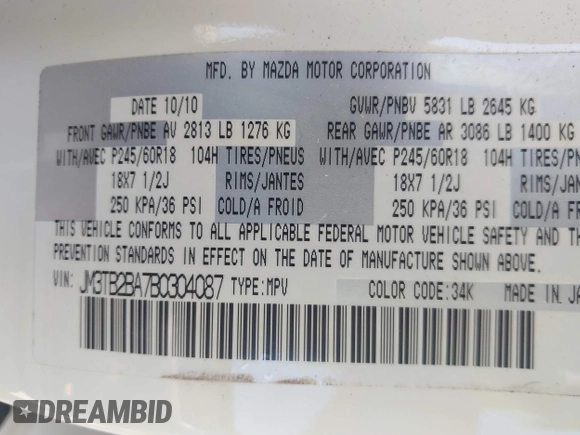 MFD. BY MAZDA MOTOR CORPORATION
DATE 10/10 GVWR/PNBV 5831 LB 2645 KG
FRONT GAWR/PNBE AV 2813 LB 1276 KG REAR GAWR/PNBE AR 3086 LB 1400 KG
WITH/AVEC P245/60R18 104H TIRES/PNEUS WITH/AVEC P245/60R18 104H TIRES/PN
18X7 1/2J RIMS/JANTES 18X7 1/2J RIMS/JAN
250 KPA/36 PSI COLD/A FROID 250 KPA/36 PSI COLD/A
THIS VEHICLE CONFORMS TO ALL APPLICABLE FEDERAL MOTOR VEHICLE SAFETY AND THE
PREVENTION STANDARDS IN EFFECT ON THE DATE OF MANUFACTURE SHOWN ABOVE.
VIN: JM3TB2BA7B0304087 TYPE:MPV COLOR CODE:34K MADE IN JA
DREAMBID